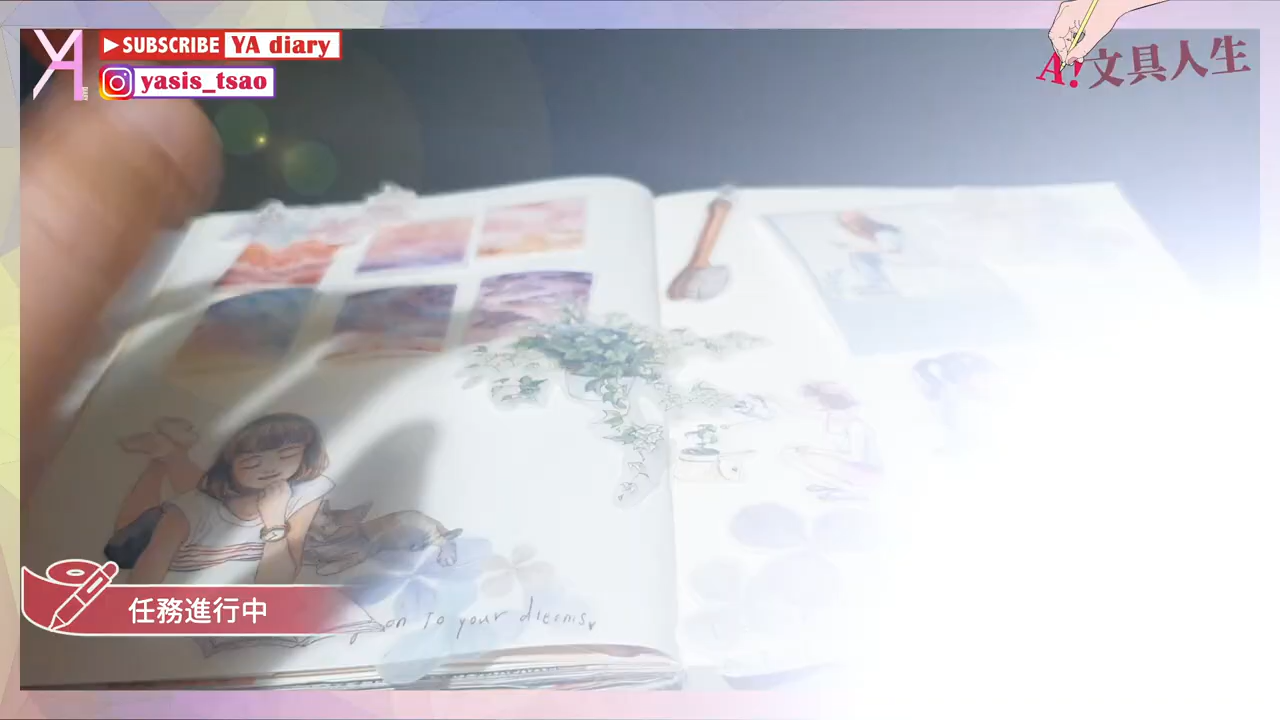 YA
SUBSCRIBE YA diary
yasis_tsao
A!文具人生
任務進行中
on to your dreams